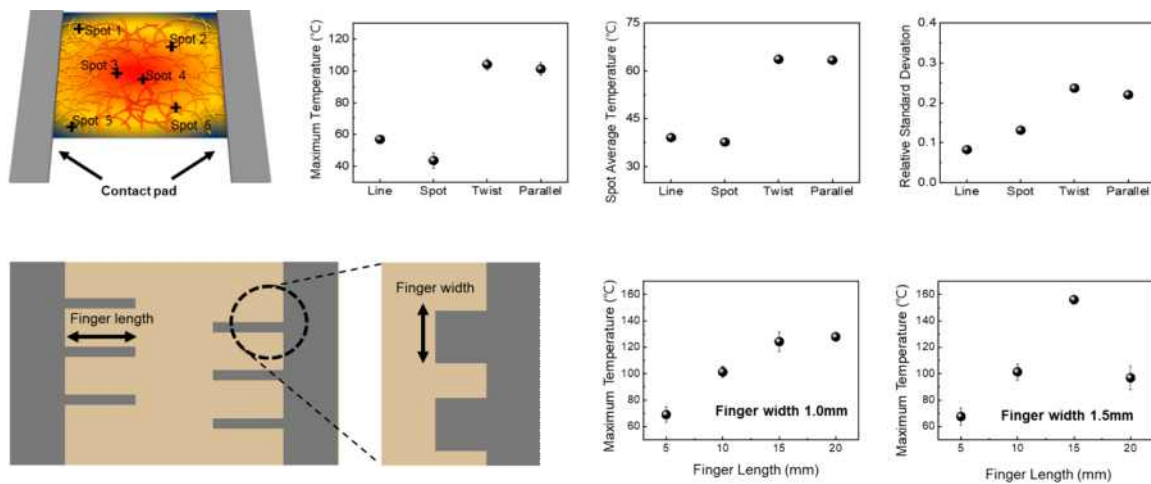 Spot 1
Spot 2
Spot 3
Spot 4
Spot 5
Spot 6
Contact pad
Maximum Temperature (℃)
120
100
80
60
40
Line Spot Twist Parallel
Spot Average Temperature (℃)
75
60
45
30
Line Spot Twist Parallel
Relative Standard Deviation
0.4
0.3
0.2
0.1
0.0
Line Spot Twist Parallel
Finger length
Finger width
Maximum Temperature (℃)
160
140
120
100
80
60
Finger width 1.0mm
5 10 15 20
Finger Length (mm)
Maximum Temperature (℃)
160
140
120
100
80
60
Finger width 1.5mm
5 10 15 20
Finger Length (mm)